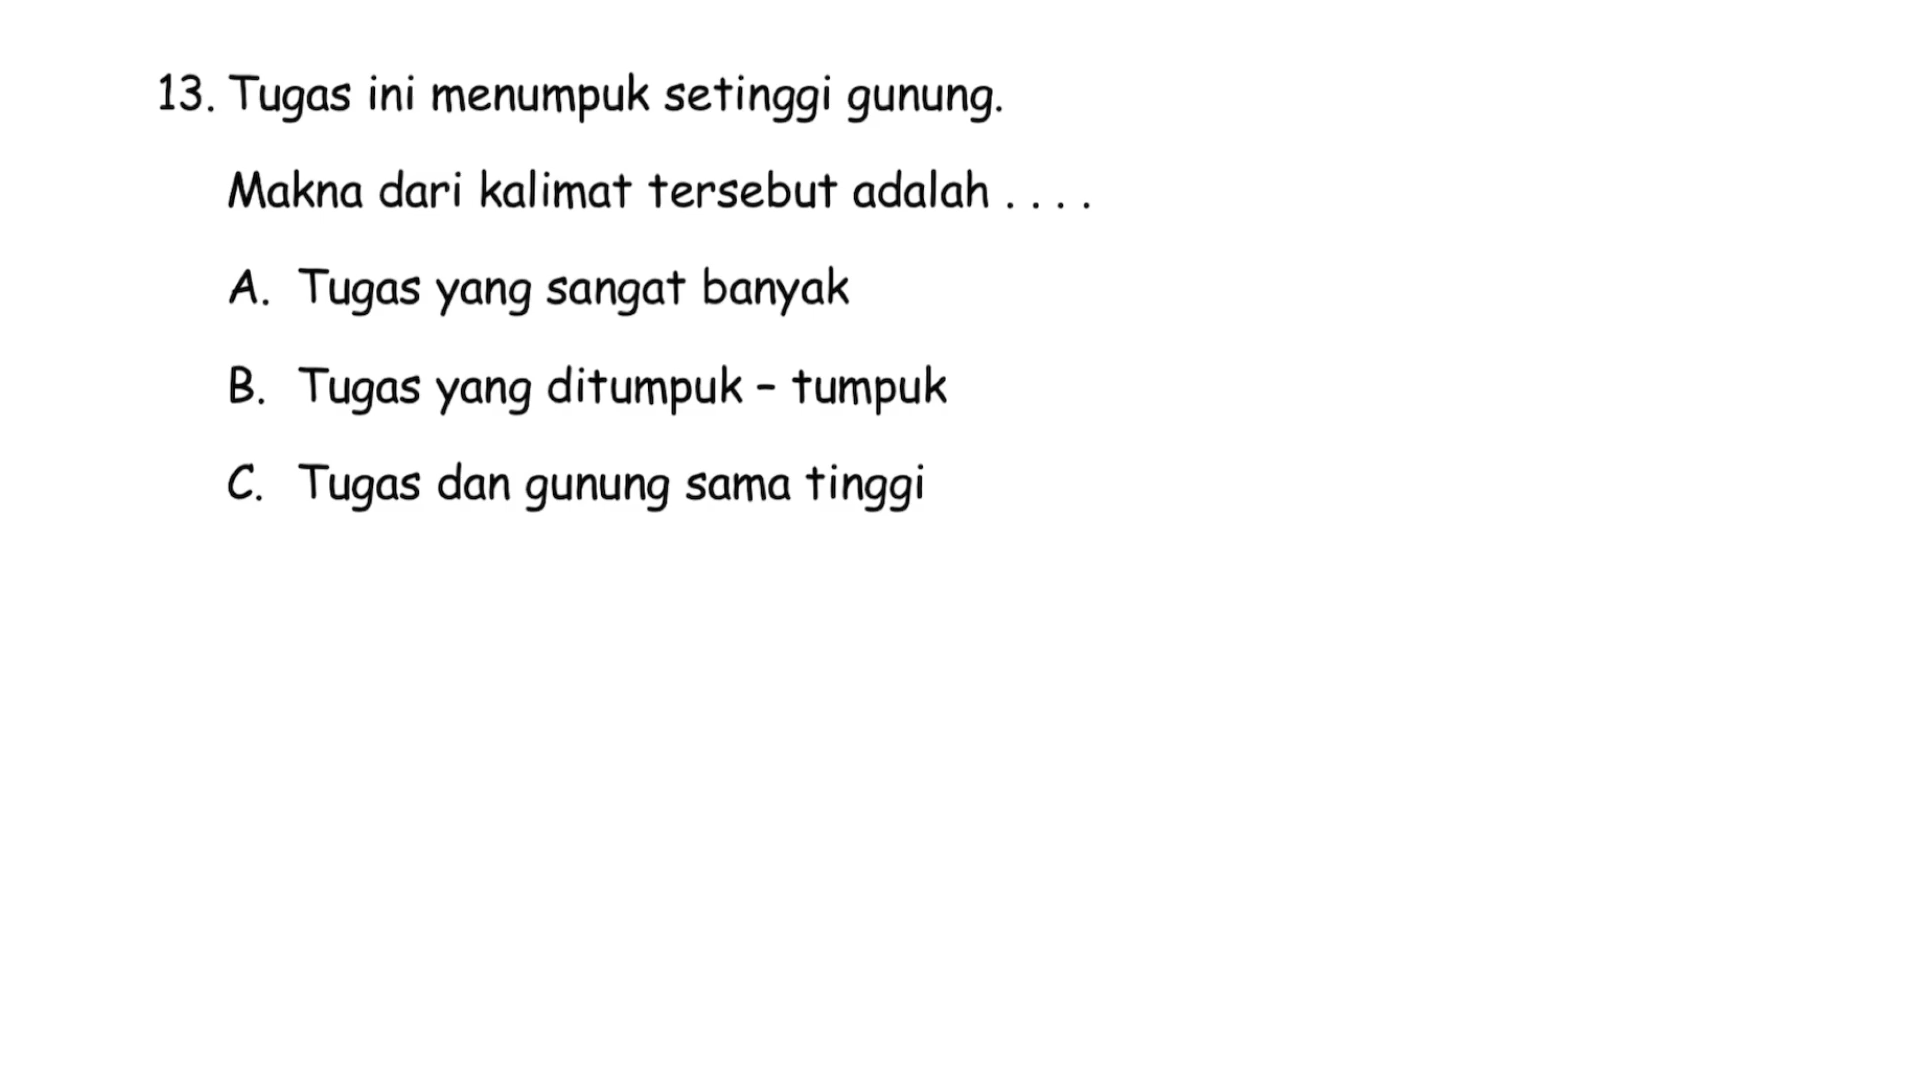 13. Tugas ini menumpuk setinggi gunung.
Makna dari kalimat tersebut adalah . . . .
A. Tugas yang sangat banyak
B. Tugas yang ditumpuk – tumpuk
C. Tugas dan gunung sama tinggi